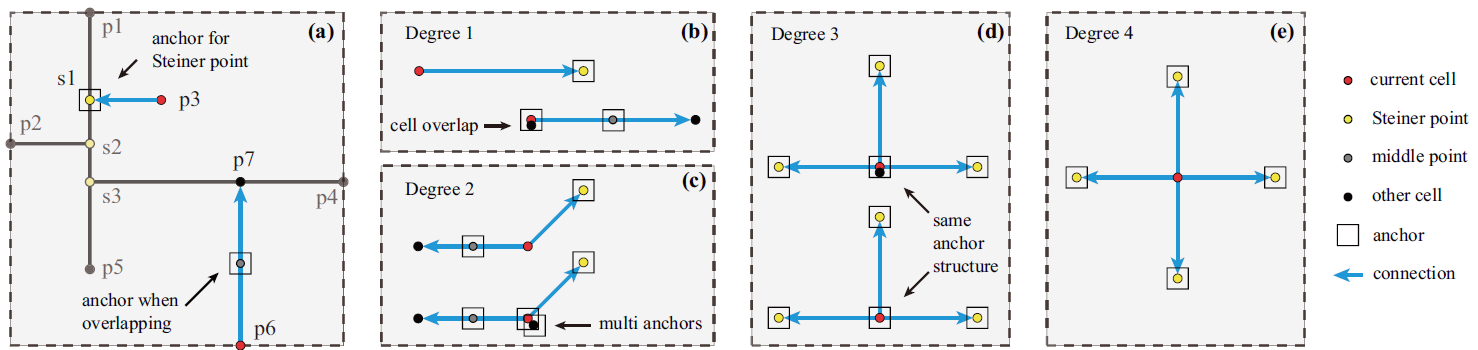 (a)
p1
anchor for
Steiner point
s1
p3
p2
s2
p7
s3
p4
p5
anchor when
overlapping
p6
Degree 1
(b)
cell overlap
Degree 2
(c)
multi anchors
Degree 3
(d)
same
anchor
structure
Degree 4
(e)
current cell
Steiner point
middle point
other cell
anchor
connection